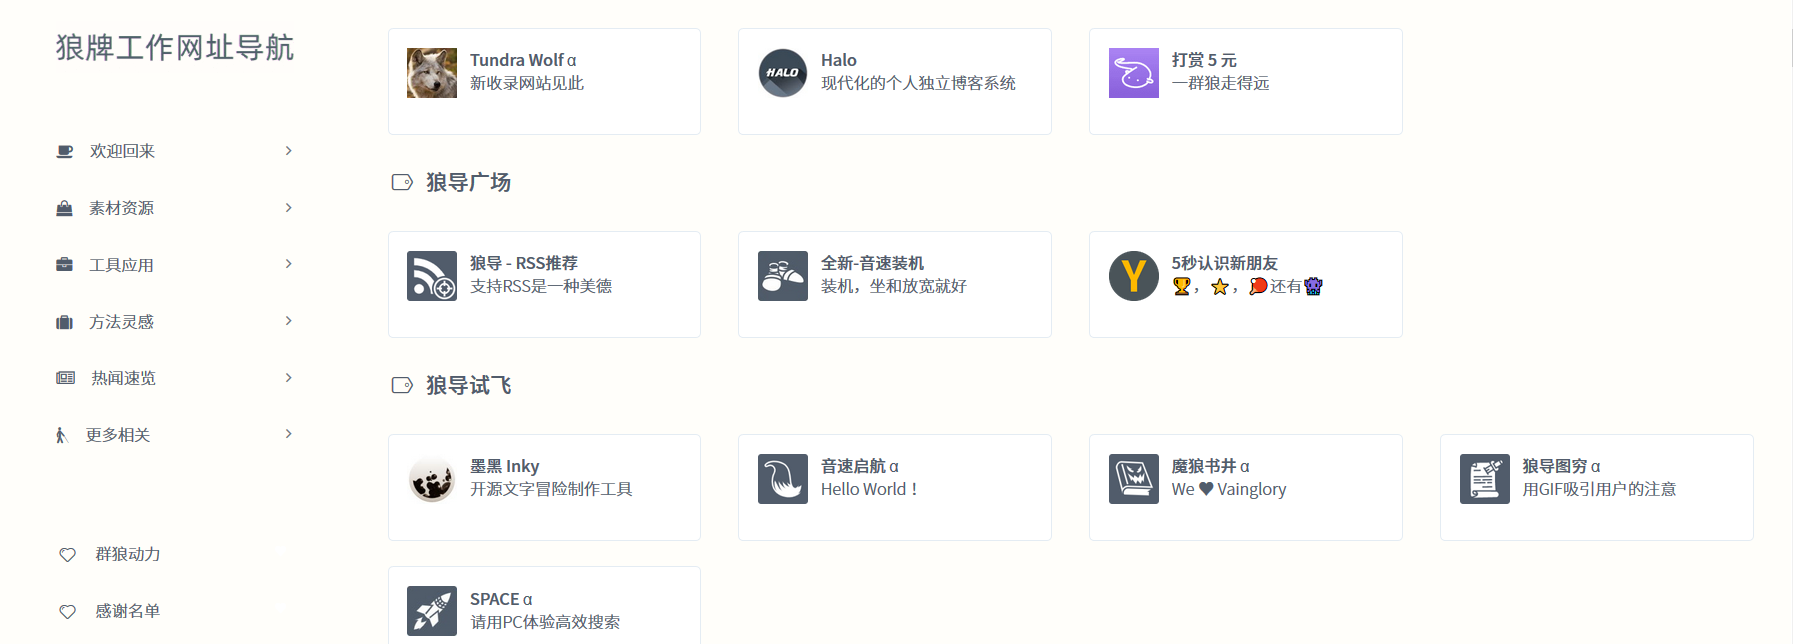 狼牌工作网址导航
欢迎回来
素材资源
工具应用
方法灵感
热闻速览
更多相关
群狼动力
感谢名单
Tundra Wolf α
新收录网站见此
HALO
Halo
现代化的个人独立博客系统
打赏 5 元
一群狼走得远
狼导广场
狼导 - RSS推荐
支持RSS是一种美德
全新-音速装机
装机，坐和放宽就好
Y
5秒认识新朋友
🏆，⭐，🏓还有👾
狼导试飞
墨黑 Inky
开源文字冒险制作工具
音速启航 α
Hello World！
魔狼书井 α
We ♥ Vainglory
狼导图穷 α
用GIF吸引用户的注意
SPACE α
请用PC体验高效搜索